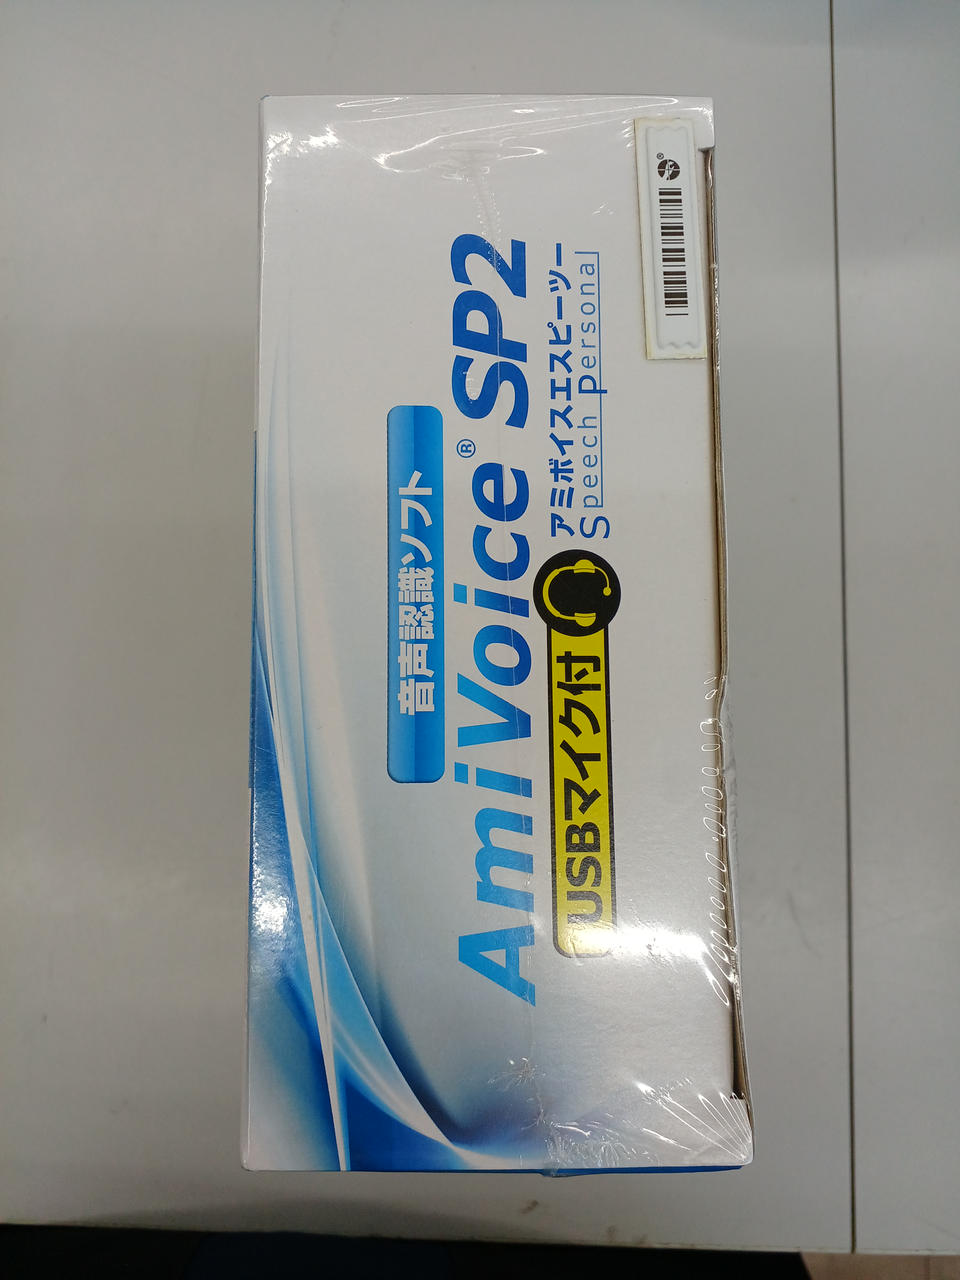 音声認識ソフト
AmiVoice® SP2
アミボイスエスピーツー
Speech Personal
USBマイク付